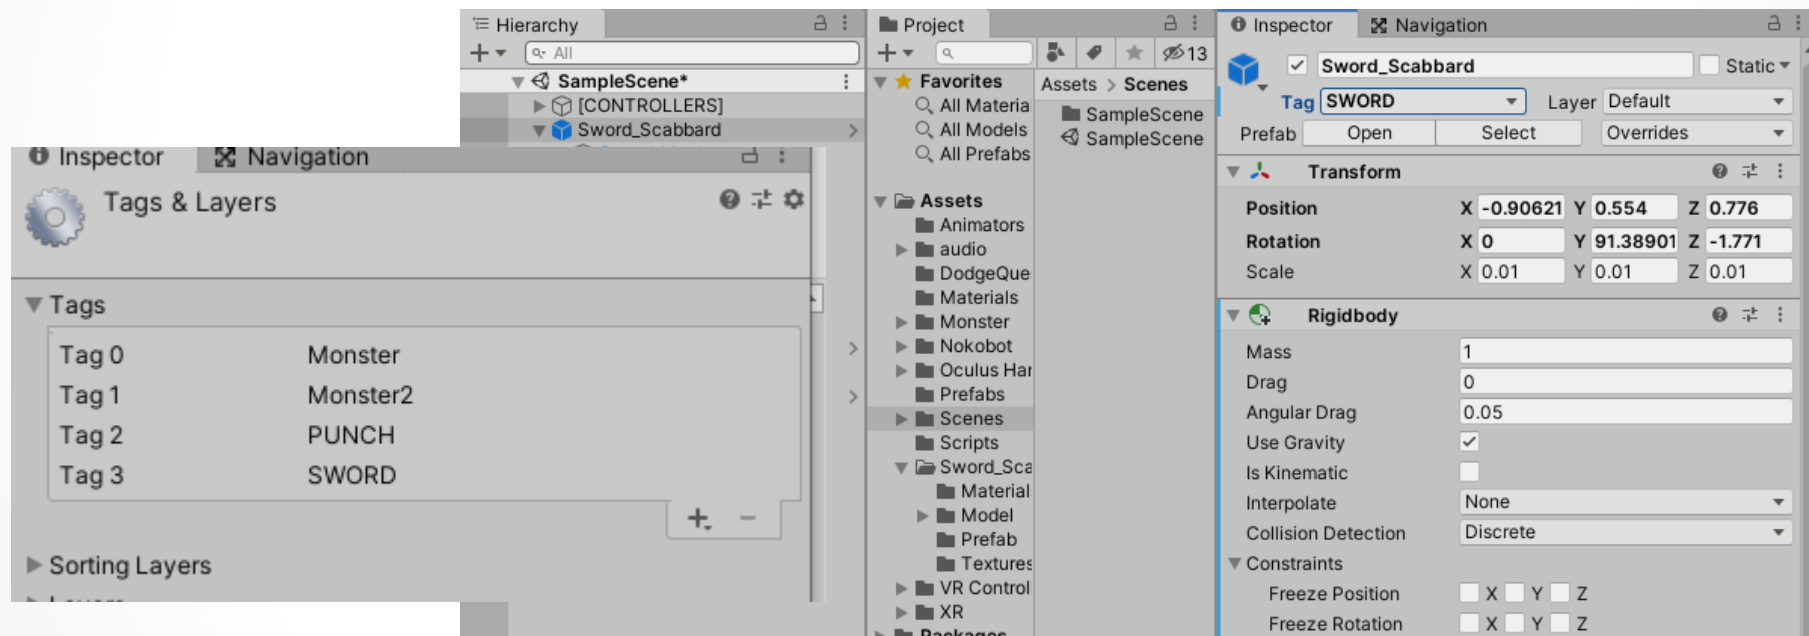 Hierarchy
All
SampleScene*
[CONTROLLERS]
Sword_Scabbard
Inspector
Navigation
Tags & Layers
Tags
Tag 0 Monster
Tag 1 Monster2
Tag 2 PUNCH
Tag 3 SWORD
Sorting Layers
Project
13
Favorites
All Materia
All Models
All Prefabs
Assets
Animators
audio
DodgeQue
Materials
Monster
Nokobot
Oculus Har
Prefabs
Scenes
Scripts
Sword_Sca
Material
Model
Prefab
Textures
VR Control
XR
Packages
Assets > Scenes
SampleScene
SampleScene
Inspector
Navigation
Sword_Scabbard Static
Tag SWORD Layer Default
Prefab Open Select Overrides
Transform
Position X -0.90621 Y 0.554 Z 0.776
Rotation X 0 Y 91.38901 Z -1.771
Scale X 0.01 Y 0.01 Z 0.01
Rigidbody
Mass 1
Drag 0
Angular Drag 0.05
Use Gravity
Is Kinematic
Interpolate None
Collision Detection Discrete
Constraints
Freeze Position X Y Z
Freeze Rotation X Y Z